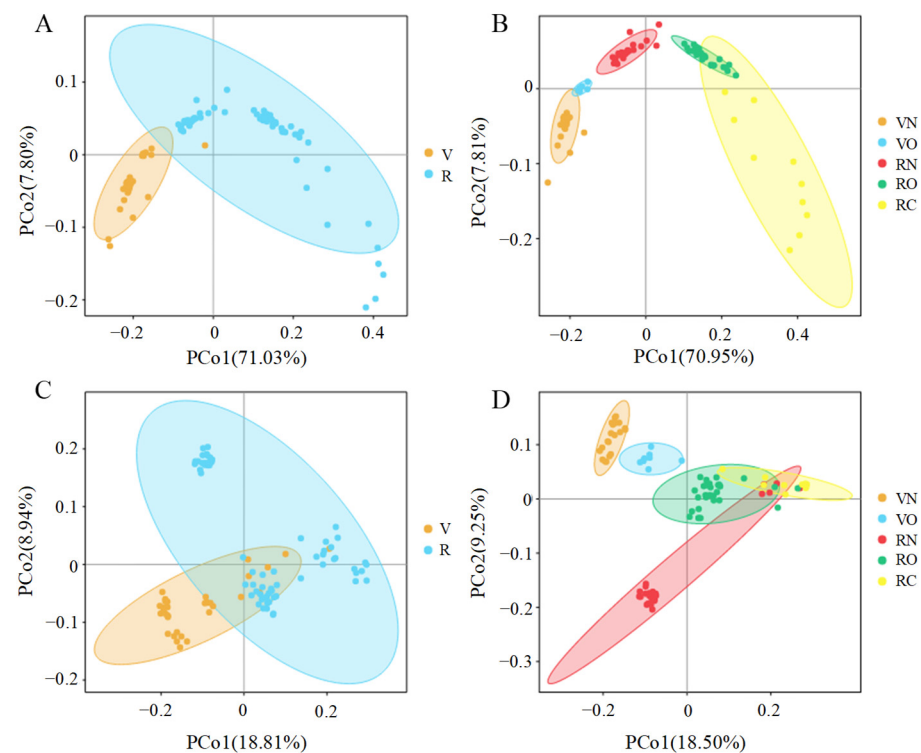 A
PCo2(7.80%)
0.1
0
−0.1
−0.2
−0.2
0
0.2
0.4
PCo1(71.03%)
V
R
B
PCo2(7.81%)
0
−0.1
−0.2
−0.2
0
0.2
0.4
PCo1(70.95%)
VN
VO
RN
RO
RC
C
PCo2(8.94%)
0.2
0.1
0
−0.1
−0.2
−0.2
0
0.2
PCo1(18.81%)
V
R
D
PCo2(9.25%)
0.1
0
−0.1
−0.2
−0.3
−0.2
0
0.2
PCo1(18.50%)
VN
VO
RN
RO
RC